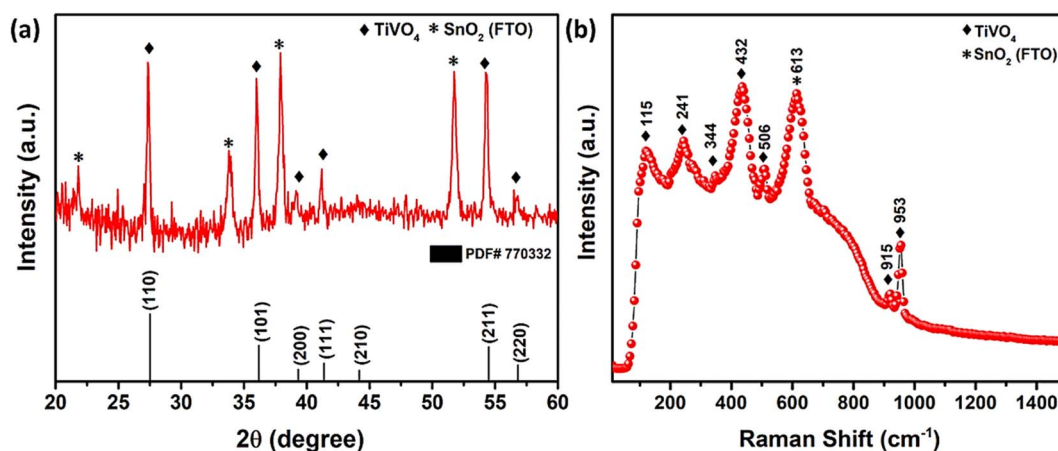 (a)
◆ TiVO4 * SnO2 (FTO)
Intensity (a.u.)
PDF# 770332
(110)
(101)
(200)
(111)
(210)
(211)
(220)
20 25 30 35 40 45 50 55 60
2θ (degree)
(b)
◆ TiVO4
* SnO2 (FTO)
Intensity (a.u.)
115
241
344
432
506
613
915
953
200 400 600 800 1000 1200 1400
Raman Shift (cm-1)